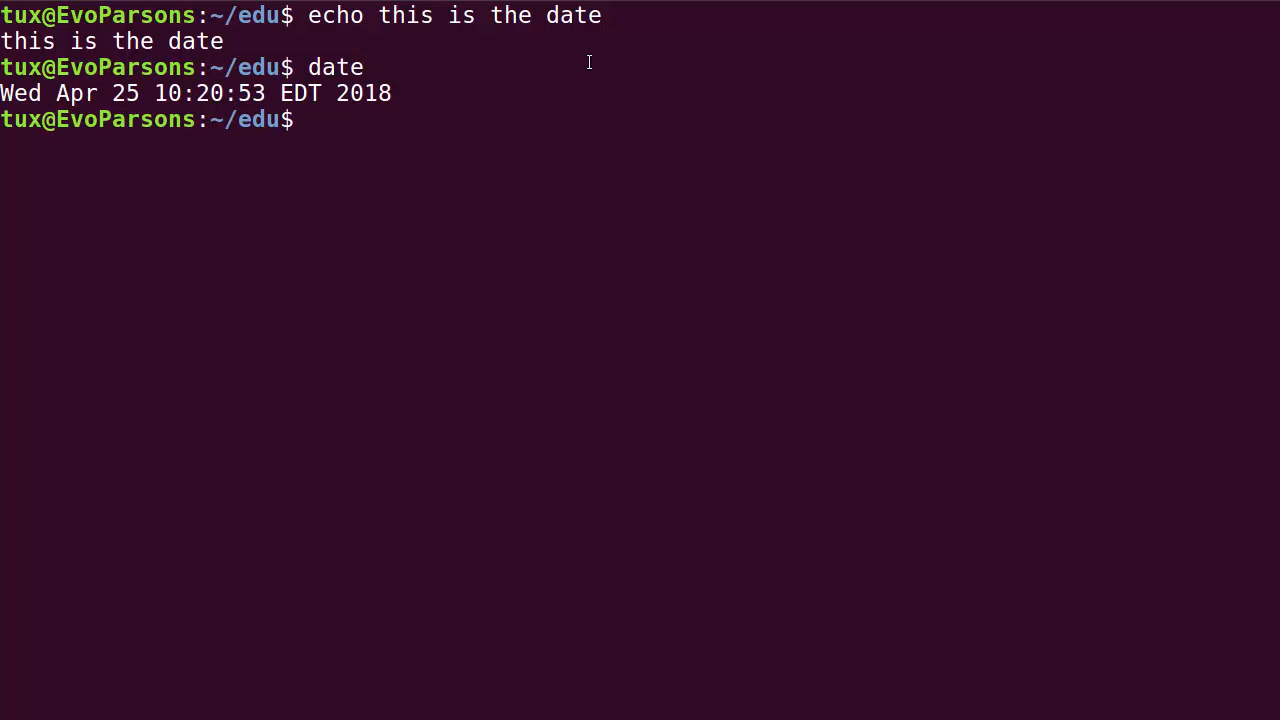 tux@EvoParsons:~/edu$ echo this is the date
this is the date
tux@EvoParsons:~/edu$ date
Wed Apr 25 10:20:53 EDT 2018
tux@EvoParsons:~/edu$